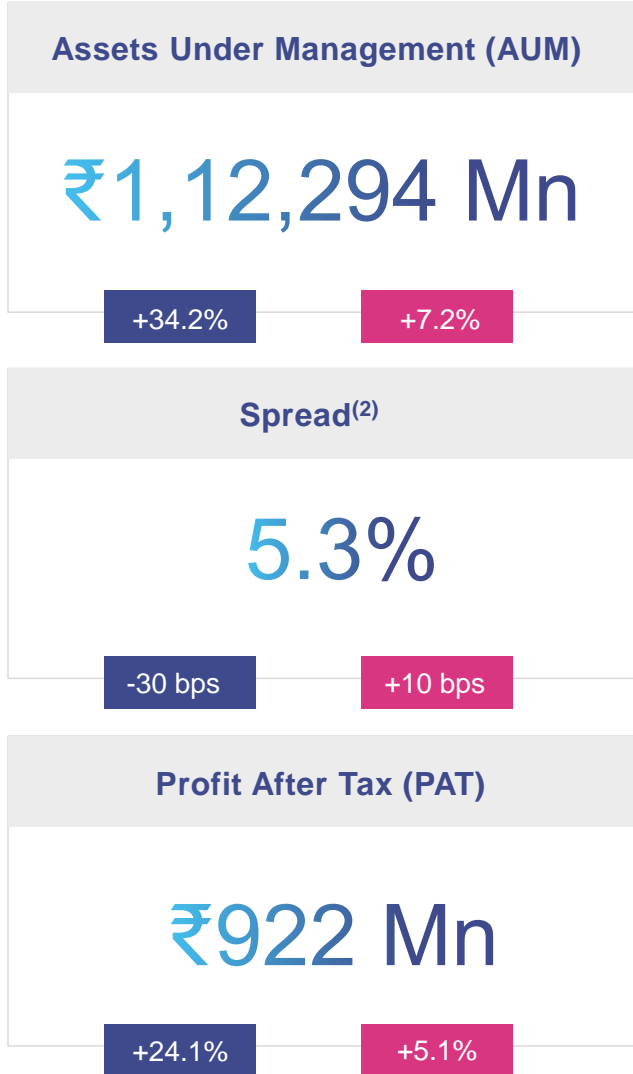 Assets Under Management (AUM)
₹1,12,294 Mn
+34.2% +7.2%
Spread(2)
5.3%
-30 bps +10 bps
Profit After Tax (PAT)
₹922 Mn
+24.1% +5.1%